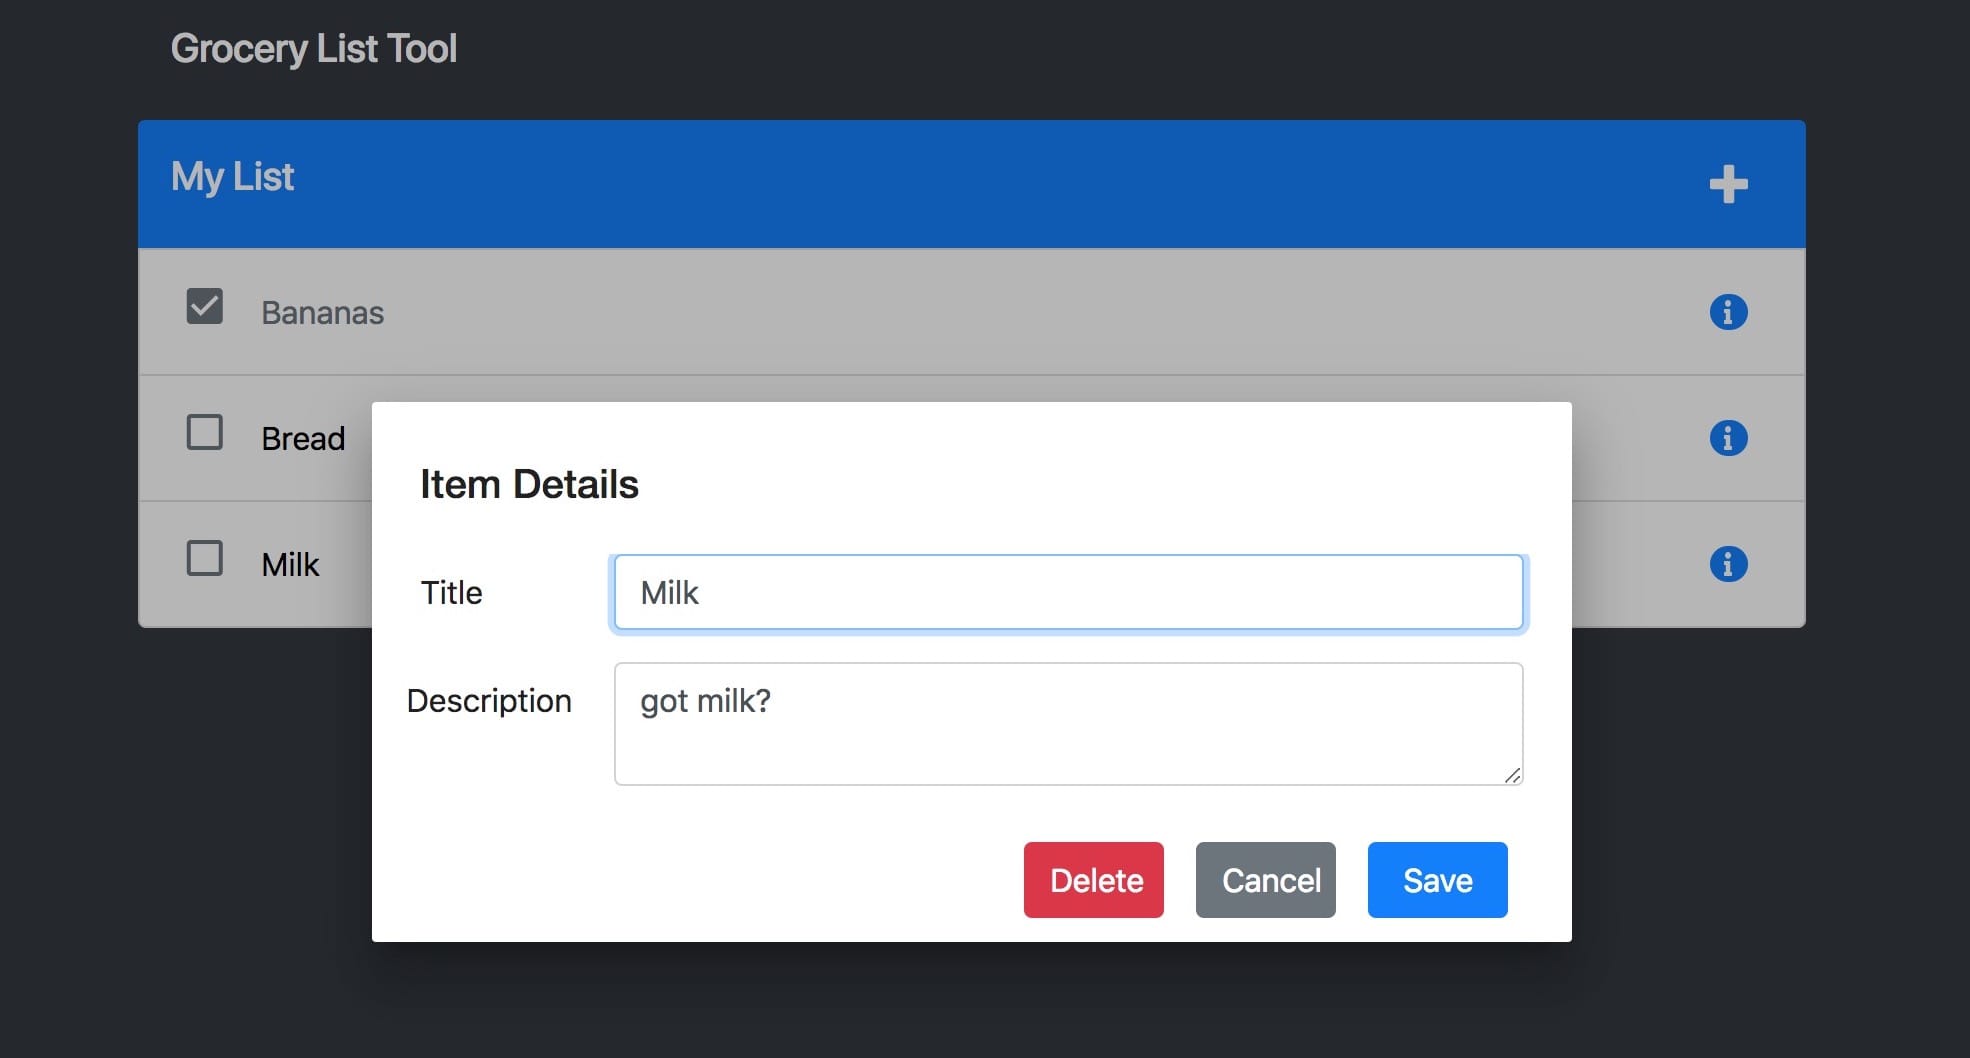 Grocery List Tool
My List
Bananas
Bread
Milk
Item Details
Title
Milk
Description
got milk?
Delete
Cancel
Save